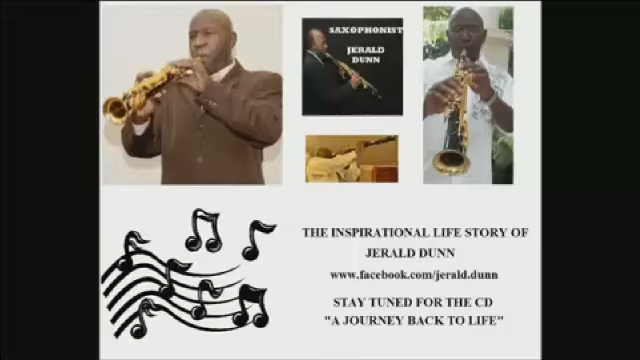 SAXOPHONIST
JERALD
DUNN
THE INSPIRATIONAL LIFE STORY OF
JERALD DUNN
www.facebook.com/jerald.dunn
STAY TUNED FOR THE CD
"A JOURNEY BACK TO LIFE"